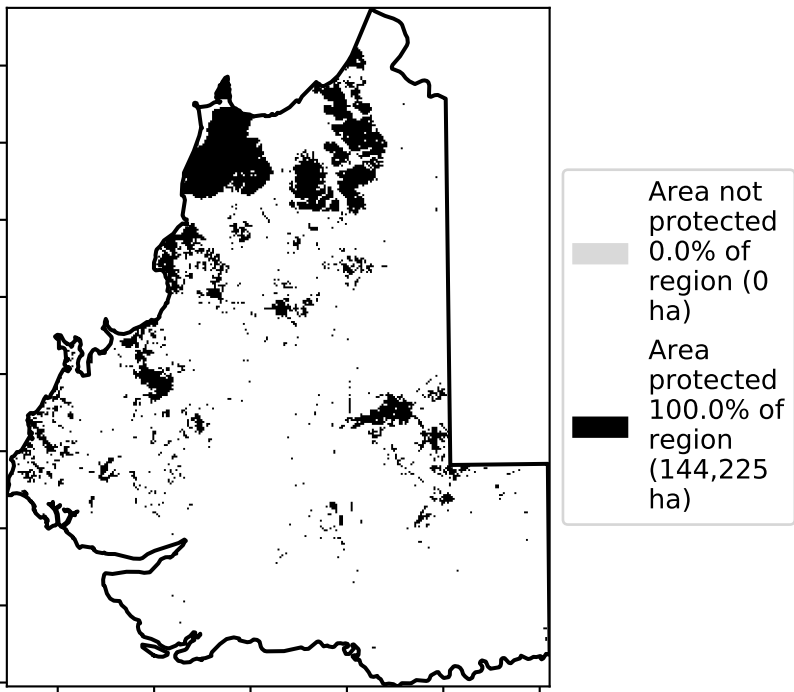 Area not
protected
0.0% of
region (0
ha)
Area
protected
100.0% of
region
(144,225
ha)